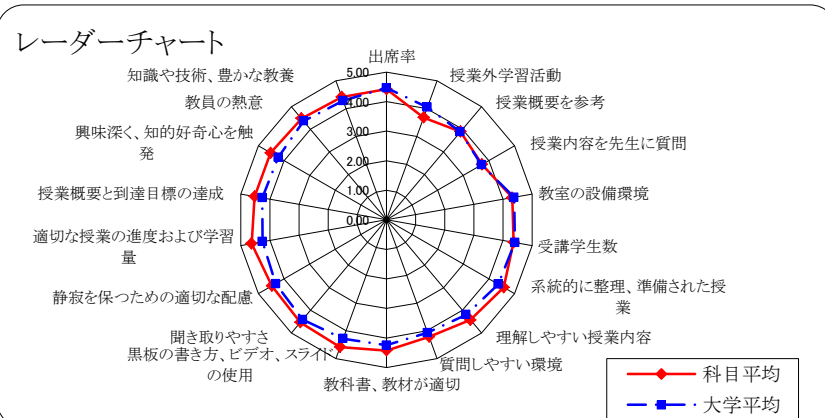 レーダーチャート
出席率
授業外学習活動
授業概要を参考
授業内容を先生に質問
教室の設備環境
受講学生数
系統的に整理、準備された授
業
理解しやすい授業内容
質問しやすい環境
教科書、教材が適切
黒板の書き方、ビデオ、スライド
の使用
聞き取りやすさ
静寂を保つための適切な配慮
適切な授業の進度および学習
量
授業概要と到達目標の達成
興味深く、知的好奇心を触
発
教員の熱意
知識や技術、豊かな教養
5.00
4.00
3.00
2.00
1.00
0.00
科目平均
大学平均